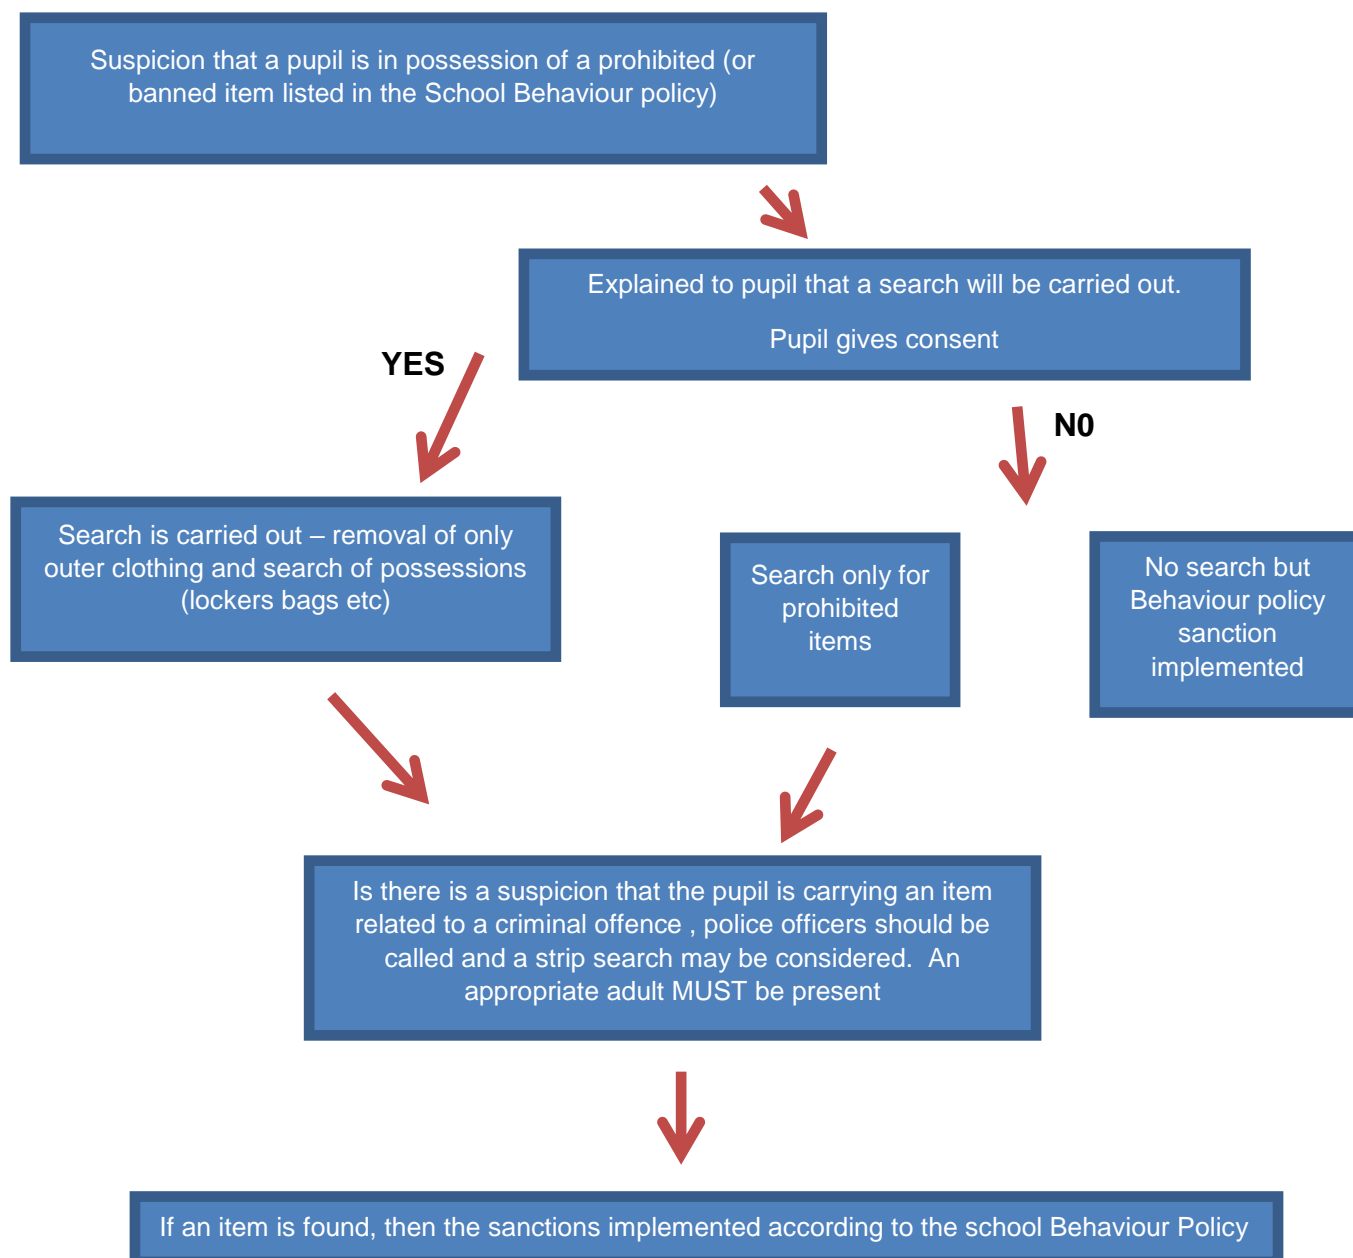 Suspicion that a pupil is in possession of a prohibited (or
banned item listed in the School Behaviour policy)
Explained to pupil that a search will be carried out.
Pupil gives consent
YES
N0
Search is carried out – removal of only
outer clothing and search of possessions
(lockers bags etc)
Search only for
prohibited
items
No search but
Behaviour policy
sanction
implemented
Is there is a suspicion that the pupil is carrying an item
related to a criminal offence , police officers should be
called and a strip search may be considered.  An
appropriate adult MUST be present
If an item is found, then the sanctions implemented according to the school Behaviour Policy